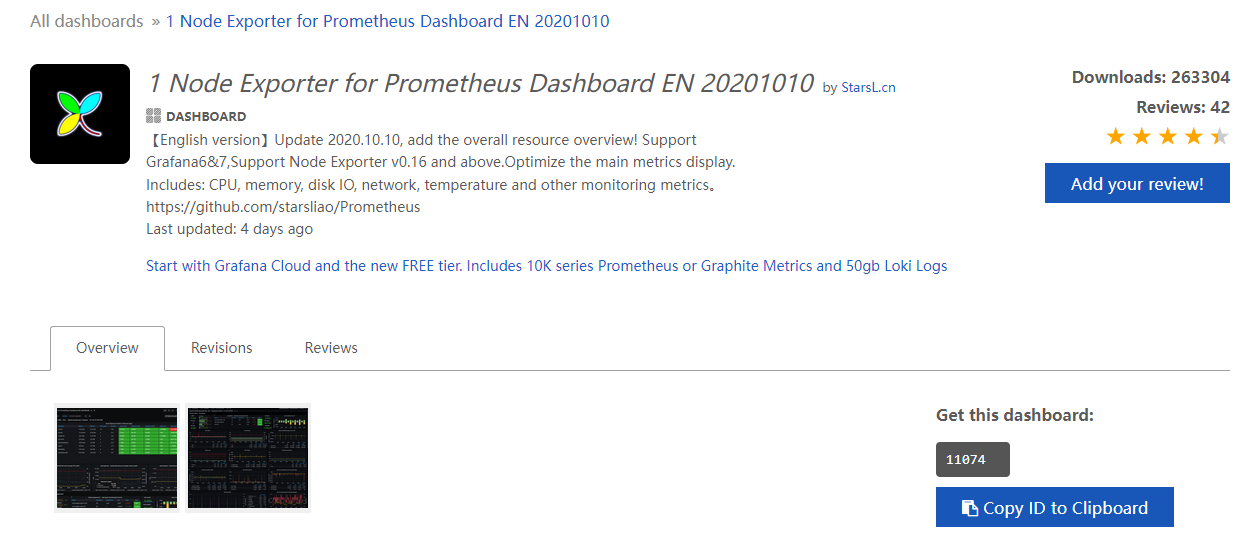 All dashboards » 1 Node Exporter for Prometheus Dashboard EN 20201010
1 Node Exporter for Prometheus Dashboard EN 20201010 by StarsL.cn
DASHBOARD
【English version】Update 2020.10.10, add the overall resource overview! Support
Grafana6&7,Support Node Exporter v0.16 and above.Optimize the main metrics display.
Includes: CPU, memory, disk IO, network, temperature and other monitoring metrics。
https://github.com/starsliao/Prometheus
Last updated: 4 days ago
Start with Grafana Cloud and the new FREE tier. Includes 10K series Prometheus or Graphite Metrics and 50gb Loki Logs
Downloads: 263304
Reviews: 42
Add your review!
Overview
Revisions
Reviews
Get this dashboard:
11074
Copy ID to Clipboard